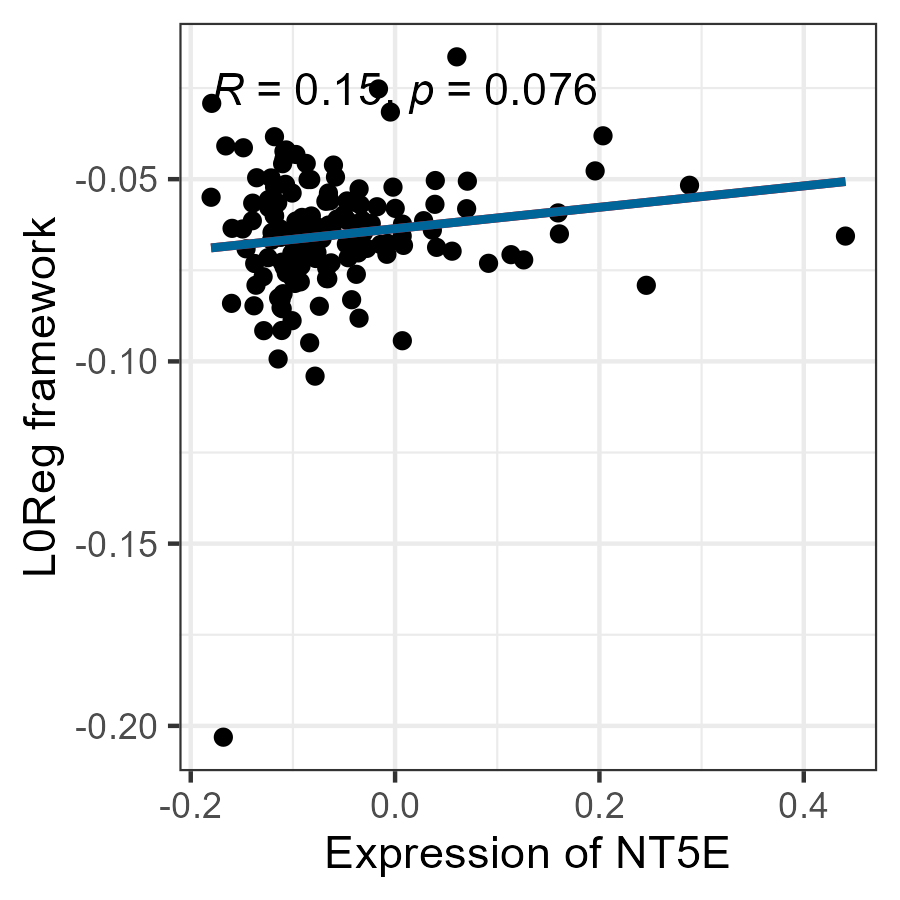 R = 0.15, p = 0.076
-0.05
-0.10
-0.15
-0.20
L0Reg framework
-0.2 0.0 0.2 0.4
Expression of NT5E